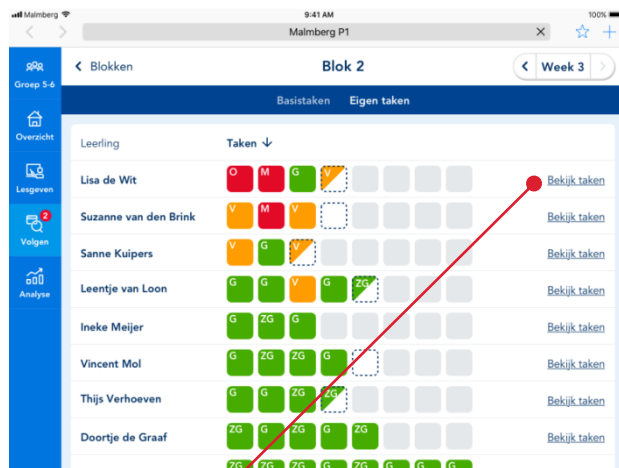 Malmberg 9:41 AM 100%
Malmberg P1
Groep 5-6
Overzicht
Lesgeven
2
Volgen
Analyse
Blokken Blok 2 Week 3
Basistaken Eigen taken
Leerling Taken
Lisa de Wit O M G V Bekijk taken
Suzanne van den Brink V M V Bekijk taken
Sanne Kuipers V G V Bekijk taken
Leentje van Loon G G V G ZG Bekijk taken
Ineke Meijer G ZG G Bekijk taken
Vincent Mol G ZG ZG G Bekijk taken
Thijs Verhoeven G G ZG ZG Bekijk taken
Doortje de Graaf ZG G ZG G ZG Bekijk taken
ZG ZG ZG G ZG G G G